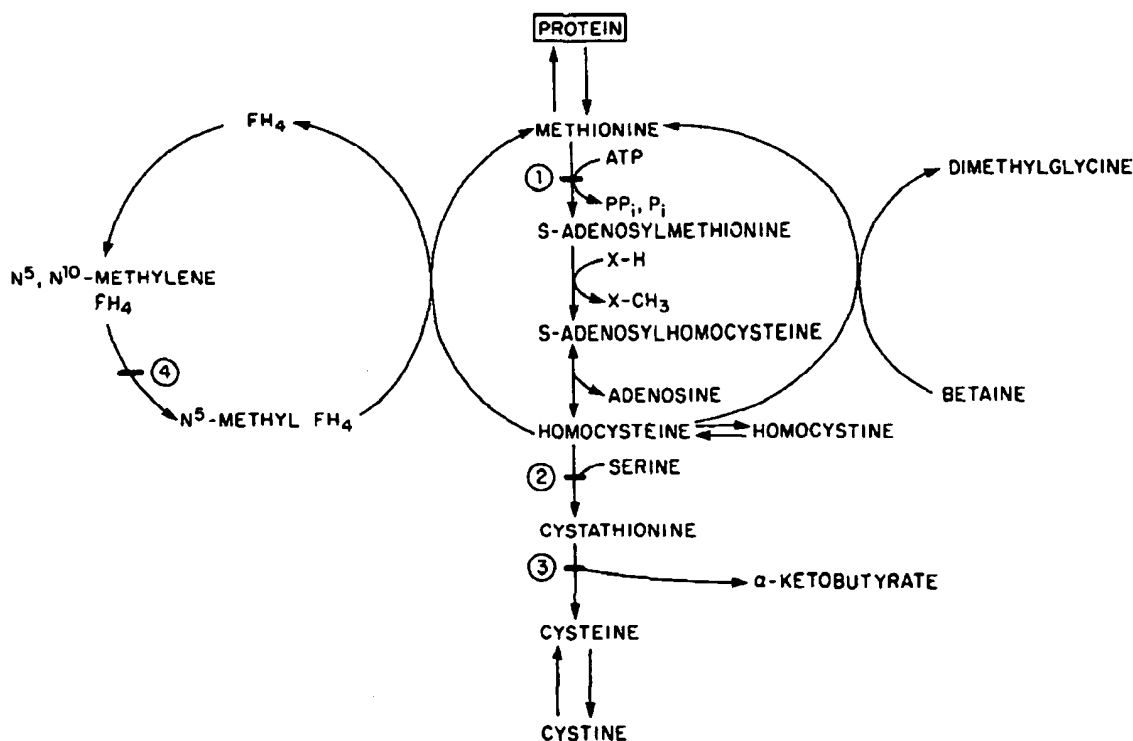 PROTEIN
FH₄
METHIONINE
ATP
DIMETHYLGLYCINE
①
PPᵢ, Pᵢ
S-ADENOSYLMETHIONINE
X-H
N⁵, N¹⁰-METHYLENE
FH₄
X-CH₃
S-ADENOSYLHOMOCYSTEINE
④
ADENOSINE
BETAINE
N⁵-METHYL FH₄
HOMOCYSTEINE
HOMOCYSTINE
②
SERINE
CYSTATHIONINE
③
α-KETOBUTYRATE
CYSTEINE
CYSTINE